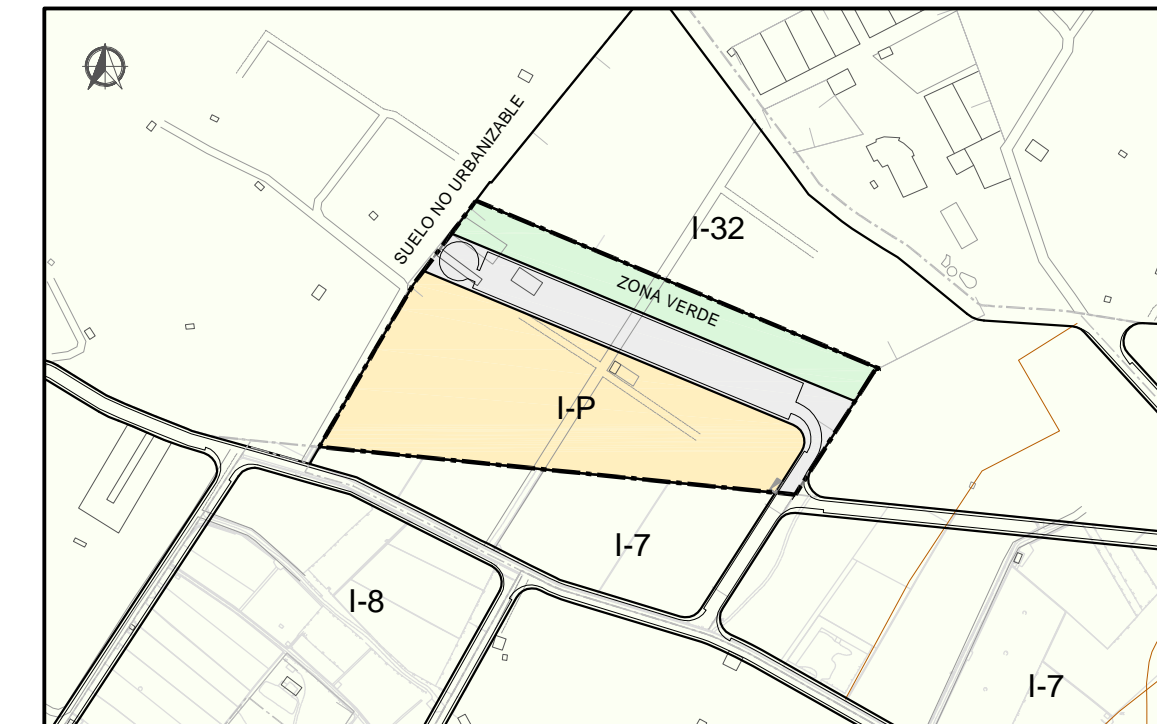 SUELO NO URBANIZABLE
I-32
ZONA VERDE
I-P
I-7
I-8
I-7